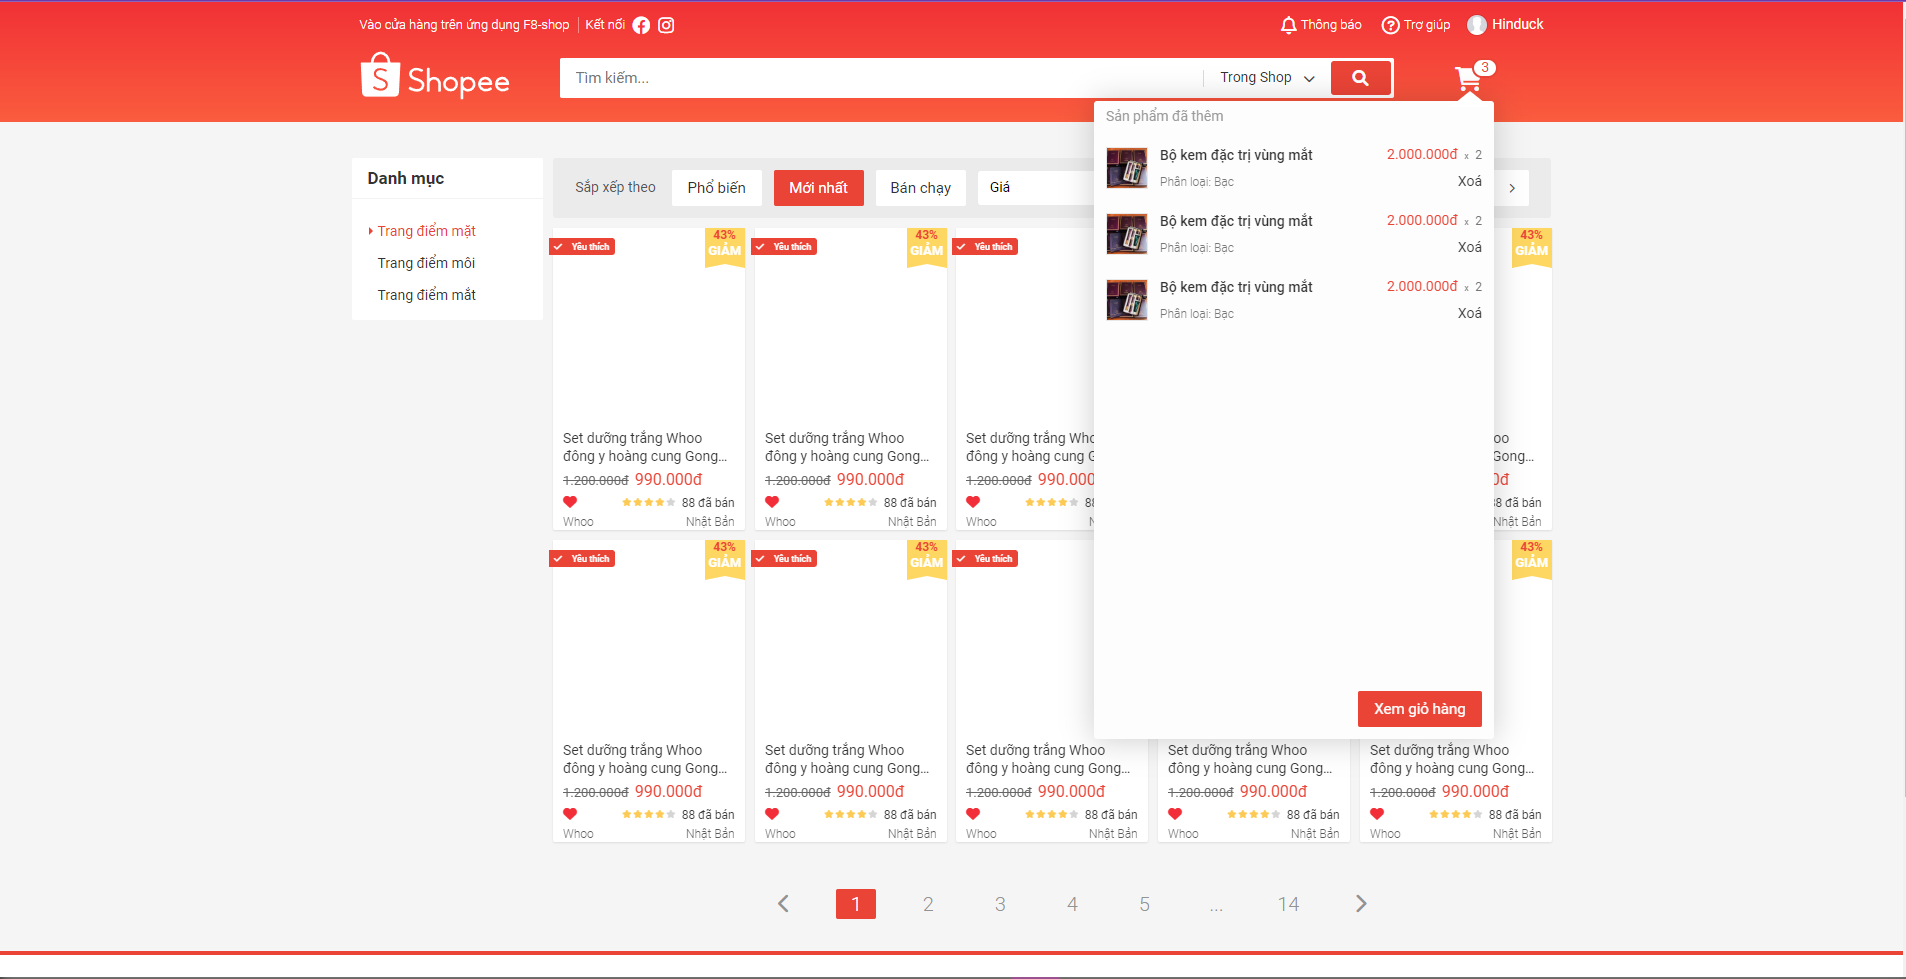 Vào cửa hàng trên ứng dụng F8-shop
Kết nối
Thông báo
Trợ giúp
Hinduck
Shopee
Tìm kiếm...
Trong Shop
3
Sản phẩm đã thêm
Bộ kem đặc trị vùng mắt 2.000.000đ x 2
Phân loại: Bạc Xoá
Bộ kem đặc trị vùng mắt 2.000.000đ x 2
Phân loại: Bạc Xoá
Bộ kem đặc trị vùng mắt 2.000.000đ x 2
Phân loại: Bạc Xoá
Xem giỏ hàng
Danh mục
Trang điểm mặt
Trang điểm môi
Trang điểm mắt
Sắp xếp theo Phổ biến Mới nhất Bán chạy Giá
Yêu thích 43% Yêu thích 43% Yêu thích 43%
GIẢM GIẢM GIẢM
Set dưỡng trắng Whoo Set dưỡng trắng Whoo Set dưỡng trắng Who oo
đông y hoàng cung Gong... đông y hoàng cung Gong... đông y hoàng cung G ng...
1.200.000đ 990.000đ 1.200.000đ 990.000đ 1.200.000đ 990.000 0đ
88 đã bán 88 đã bán 88 88 đã bán
Whoo Nhật Bản Whoo Nhật Bản Whoo N Nhật Bản
Yêu thích 43% Yêu thích 43% Yêu thích 43%
GIẢM GIẢM GIẢM
Set dưỡng trắng Whoo Set dưỡng trắng Whoo Set dưỡng trắng Whoo Set dưỡng trắng Whoo Set dưỡng trắng Whoo
đông y hoàng cung Gong... đông y hoàng cung Gong... đông y hoàng cung Gong... đông y hoàng cung Gong... đông y hoàng cung Gong...
1.200.000đ 990.000đ 1.200.000đ 990.000đ 1.200.000đ 990.000đ 1.200.000đ 990.000đ 1.200.000đ 990.000đ
88 đã bán 88 đã bán 88 đã bán 88 đã bán 88 đã bán
Whoo Nhật Bản Whoo Nhật Bản Whoo Nhật Bản Whoo Nhật Bản Whoo Nhật Bản
1 2 3 4 5 ... 14